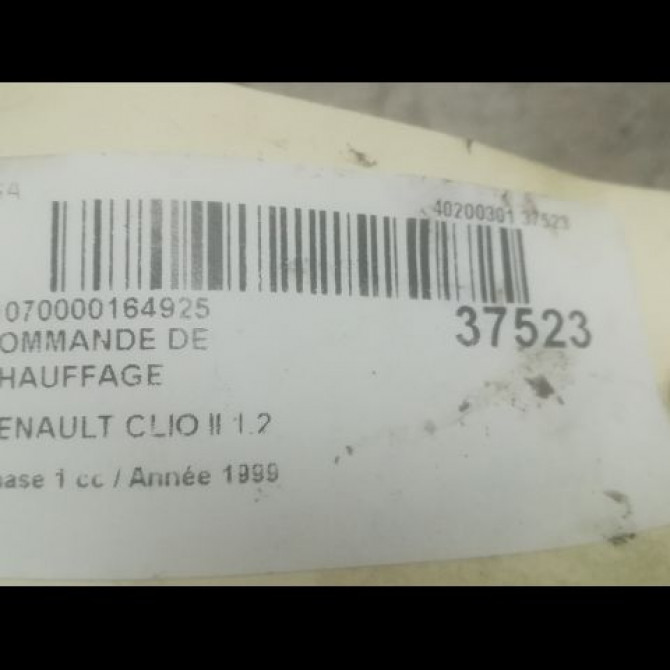 40200301 37523
070000164925
37523
OMMANDE DE
HAUFFAGE
ENAULT CLIO II 1.2
hase 1 cc / Année 1999